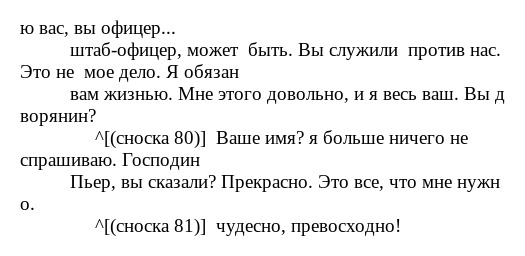 ю вас, вы офицер...
штаб-офицер, может  быть. Вы служили  против нас.
Это не  мое дело. Я обязан
вам жизнью. Мне этого довольно, и я весь ваш. Вы д
ворянин?
^[(сноска 80)]  Ваше имя? я больше ничего не
спрашиваю. Господин
Пьер, вы сказали? Прекрасно. Это все, что мне нужн
о.
^[(сноска 81)]  чудесно, превосходно!